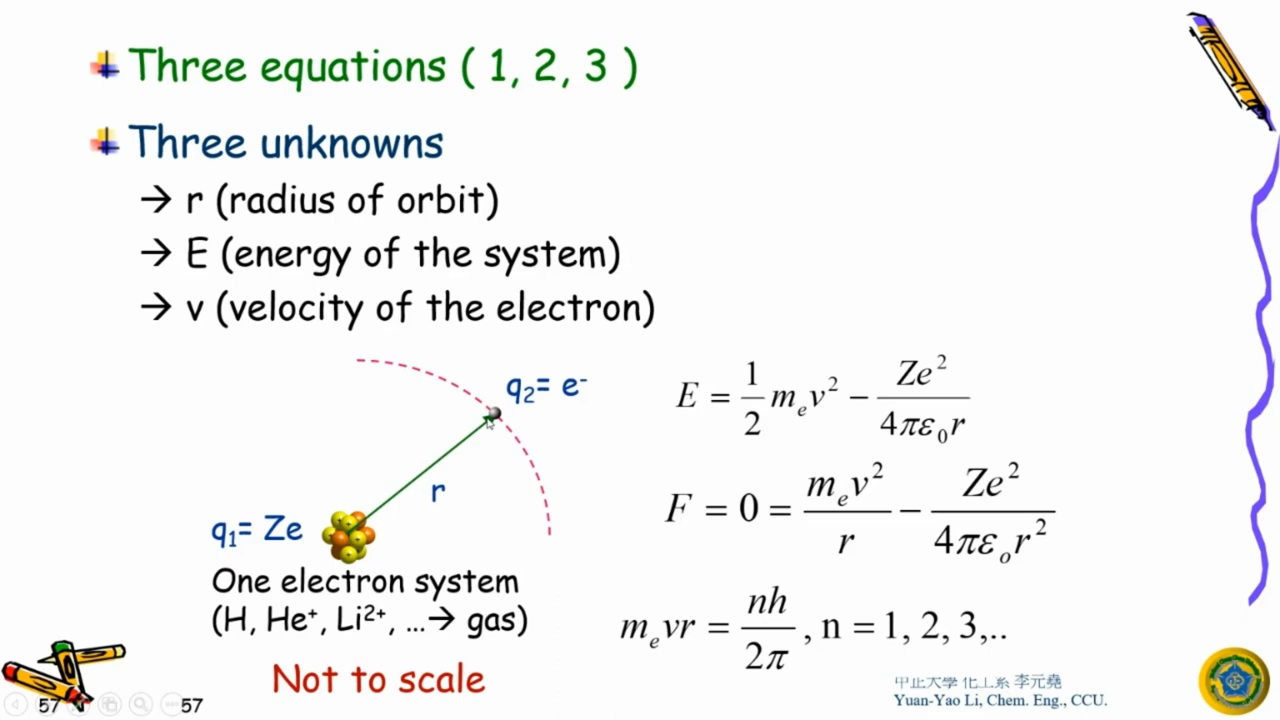 Three equations ( 1, 2, 3 )
Three unknowns
→ r (radius of orbit)
→ E (energy of the system)
→ v (velocity of the electron)
q₂= e⁻
r
q₁= Ze
One electron system
(H, He⁺, Li²⁺, …→ gas)
Not to scale
E = 1/2 mₑv² − Ze²/4πε₀r
F = 0 = mₑv²/r − Ze²/4πεₒr²
mₑvr = nh/2π , n = 1, 2, 3,..
中正大學 化工系 李元堯
Yuan-Yao Li, Chem. Eng., CCU.
57
57